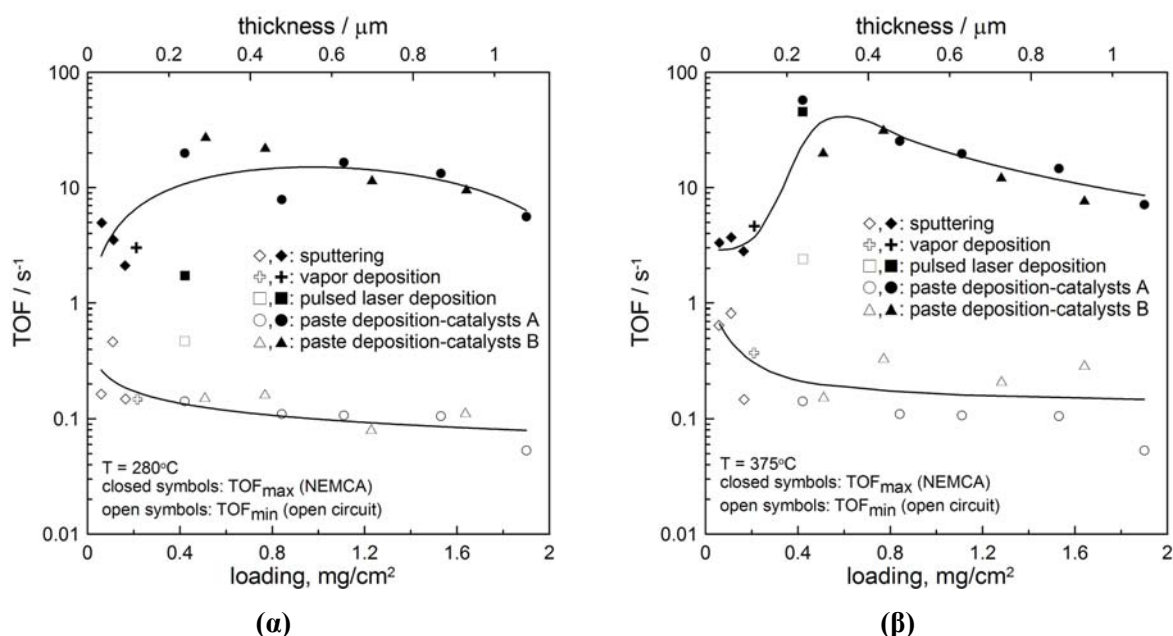 thickness / μm
0 0.2 0.4 0.6 0.8 1
100
10
1
0.1
0.01
TOF / s⁻¹
◇,◆: sputtering
✙,✚: vapor deposition
□,■: pulsed laser deposition
○,●: paste deposition-catalysts A
△,▲: paste deposition-catalysts B
T = 280°C
closed symbols: TOFmax (NEMCA)
open symbols: TOFmin (open circuit)
0 0.4 0.8 1.2 1.6 2
loading, mg/cm²
(α)
thickness / μm
0 0.2 0.4 0.6 0.8 1
100
10
1
0.1
0.01
TOF / s⁻¹
◇,◆: sputtering
✙,✚: vapor deposition
□,■: pulsed laser deposition
○,●: paste deposition-catalysts A
△,▲: paste deposition-catalysts B
T = 375°C
closed symbols: TOFmax (NEMCA)
open symbols: TOFmin (open circuit)
0 0.4 0.8 1.2 1.6 2
loading, mg/cm²
(β)